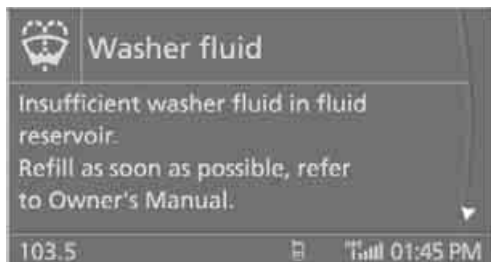 Washer fluid
Insufficient washer fluid in fluid
reservoir.
Refill as soon as possible, refer
to Owner's Manual.
103.5 01:45 PM